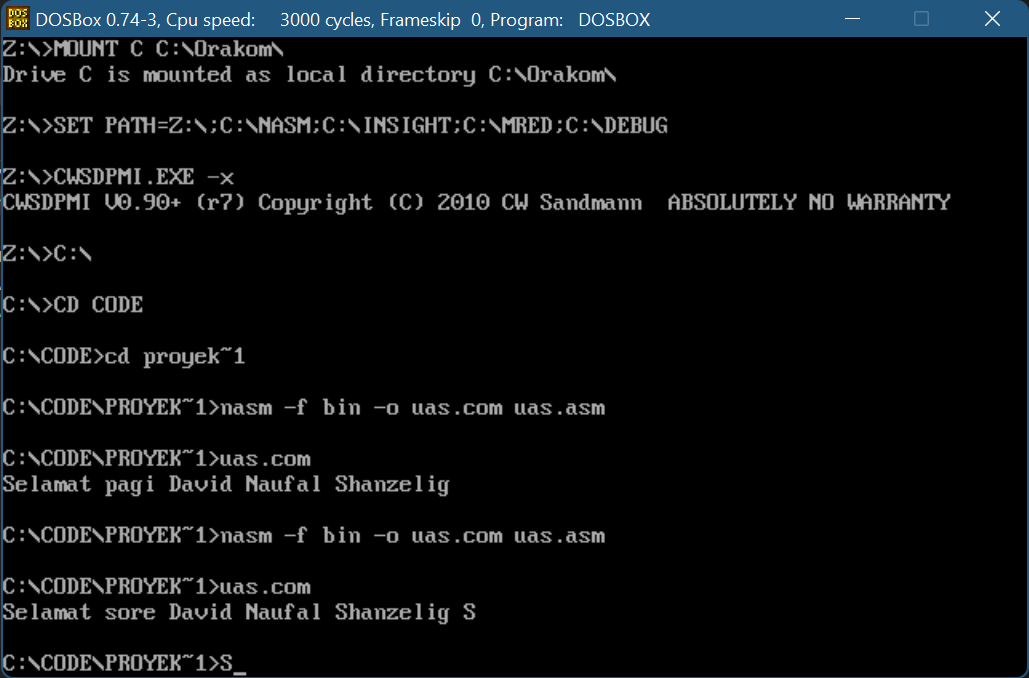 DOS
BOX
DOSBox 0.74-3, Cpu speed: 3000 cycles, Frameskip 0, Program: DOSBOX
Z:\>MOUNT C C:\Orakom\
Drive C is mounted as local directory C:\Orakom\
Z:\>SET PATH=Z:\;C:\NASM;C:\INSIGHT;C:\MRED;C:\DEBUG
Z:\>CWSDPMI.EXE -x
CWSDPMI V0.90+ (r7) Copyright (C) 2010 CW Sandmann  ABSOLUTELY NO WARRANTY
Z:\>C:\
C:\>CD CODE
C:\CODE>cd proyek~1
C:\CODE\PROYEK~1>nasm -f bin -o uas.com uas.asm
C:\CODE\PROYEK~1>uas.com
Selamat pagi David Naufal Shanzelig
C:\CODE\PROYEK~1>nasm -f bin -o uas.com uas.asm
C:\CODE\PROYEK~1>uas.com
Selamat sore David Naufal Shanzelig S
C:\CODE\PROYEK~1>S_